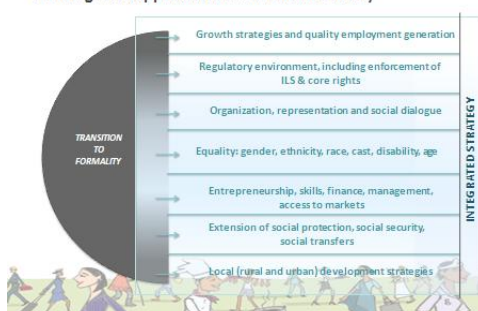 Growth strategies and quality employment generation
Regulatory environment, including enforcement of
ILS & core rights
Organization, representation and social dialogue
TRANSITION
TO
FORMALITY
Equality: gender, ethnicity, race, cast, disability, age
Entrepreneurship, skills, finance, management,
access to markets
Extension of social protection, social security,
social transfers
Local (rural and urban) development strategies
INTEGRATED STRATEGY